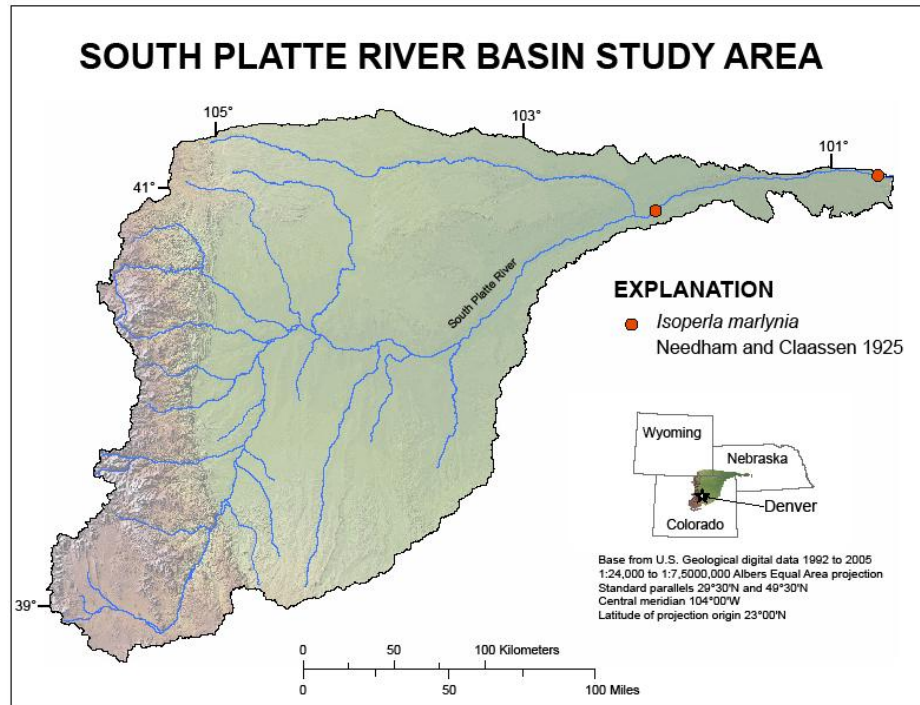 SOUTH PLATTE RIVER BASIN STUDY AREA
105°
103°
101°
41°
South Platte River
EXPLANATION
Isoperla marlynia
Needham and Claassen 1925
Wyoming
Nebraska
Denver
Colorado
Base from U.S. Geological digital data 1992 to 2005
1:24,000 to 1:7,5000,000 Albers Equal Area projection
Standard parallels 29°30'N and 49°30'N
Central meridian 104°00'W
Latitude of projection origin 23°00'N
39°
0 50 100 Kilometers
0 50 100 Miles